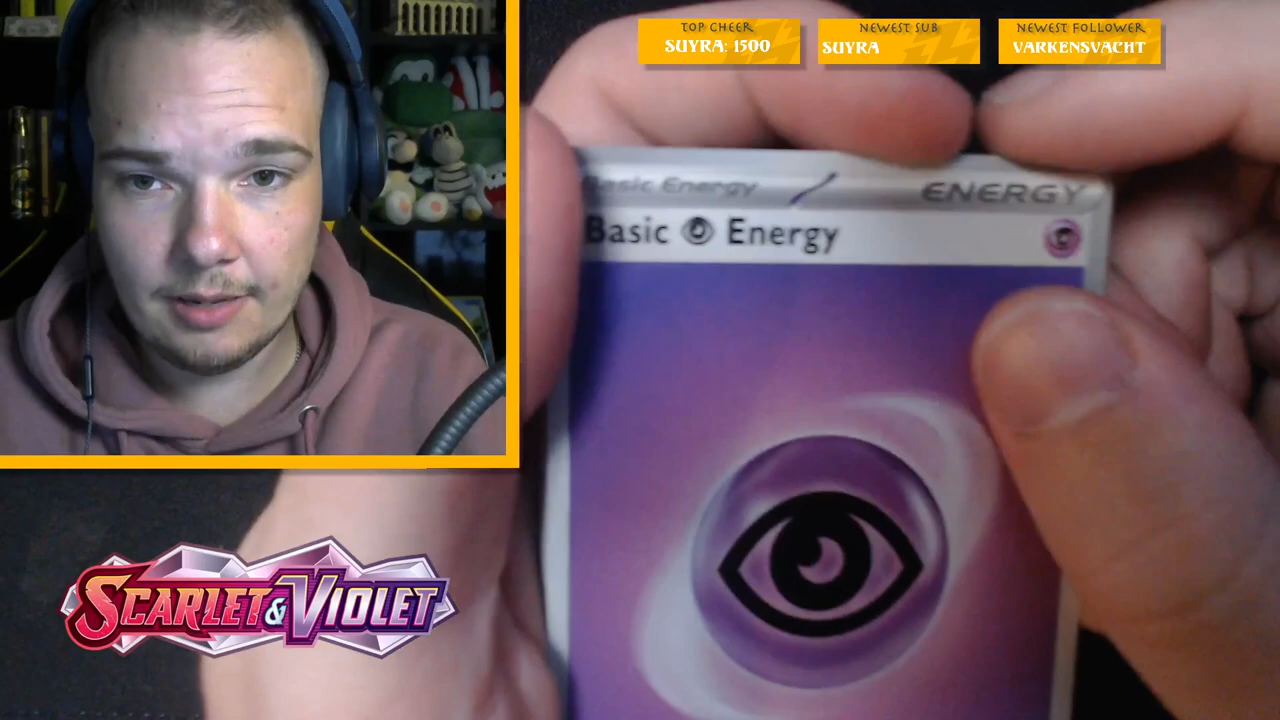 TOP CHEER
SUYRA: 1500
NEWEST SUB
SUYRA
NEWEST FOLLOWER
VARKENSVACHT
Basic Energy
ENERGY
Basic Energy
SCARLET & VIOLET